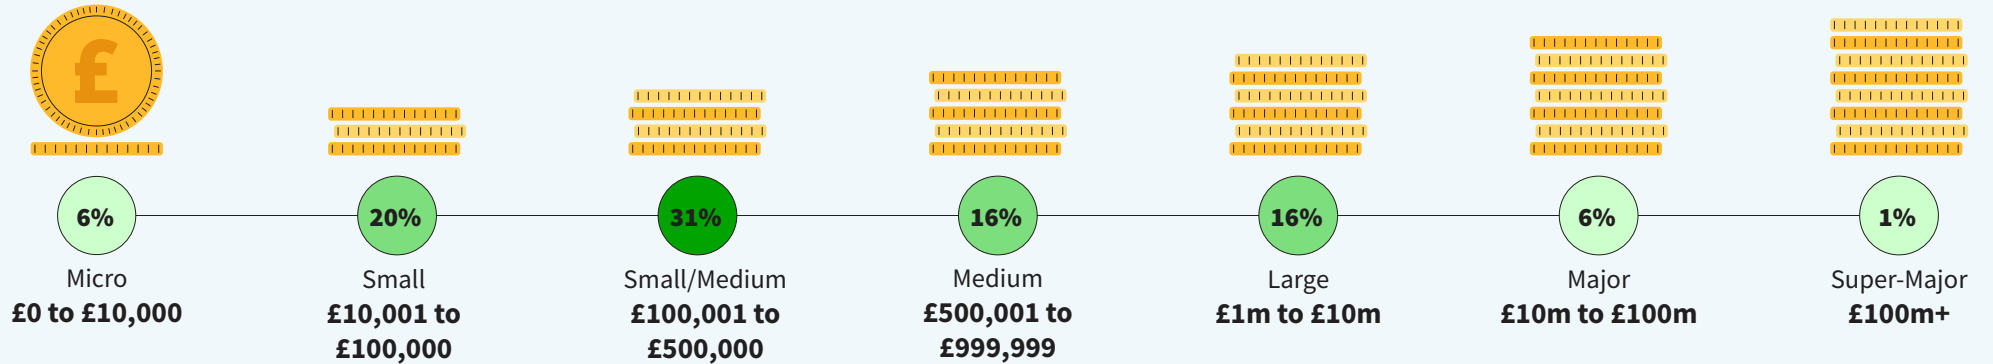 £
6%
Micro
£0 to £10,000
20%
Small
£10,001 to
£100,000
31%
Small/Medium
£100,001 to
£500,000
16%
Medium
£500,001 to
£999,999
16%
Large
£1m to £10m
6%
Major
£10m to £100m
1%
Super-Major
£100m+